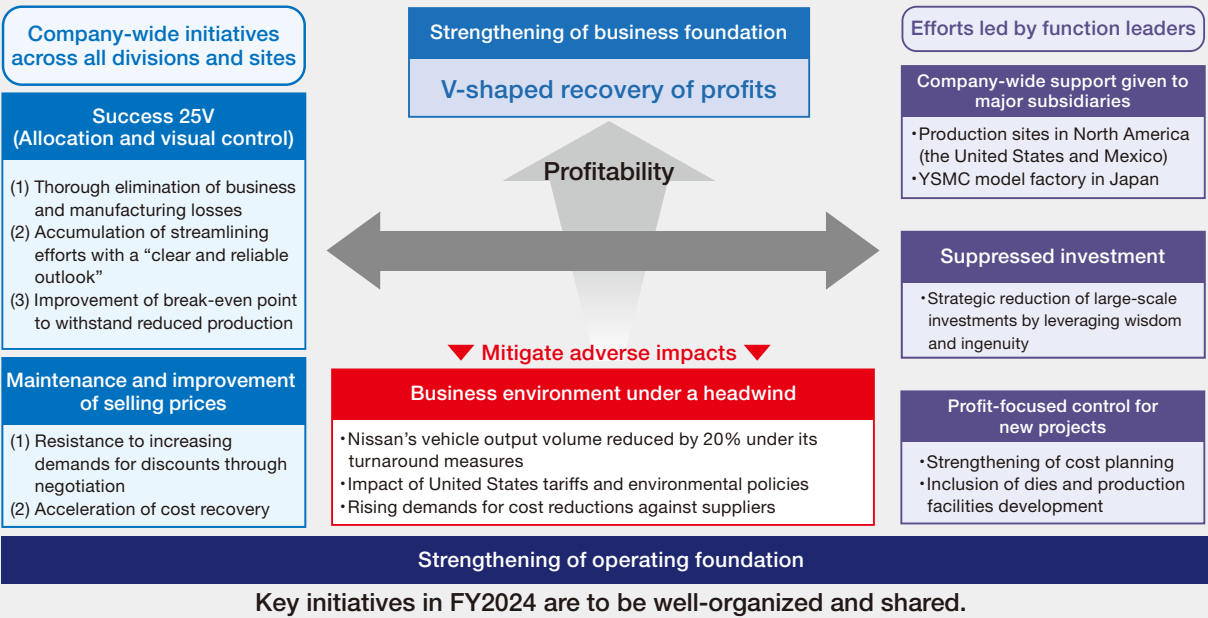 Company-wide initiatives
across all divisions and sites
Success 25V
(Allocation and visual control)
(1) Thorough elimination of business
and manufacturing losses
(2) Accumulation of streamlining
efforts with a “clear and reliable
outlook”
(3) Improvement of break-even point
to withstand reduced production
Maintenance and improvement
of selling prices
(1) Resistance to increasing
demands for discounts through
negotiation
(2) Acceleration of cost recovery
Strengthening of business foundation
V-shaped recovery of profits
Profitability
▼ Mitigate adverse impacts ▼
Business environment under a headwind
・Nissan’s vehicle output volume reduced by 20% under its
turnaround measures
・Impact of United States tariffs and environmental policies
・Rising demands for cost reductions against suppliers
Efforts led by function leaders
Company-wide support given to
major subsidiaries
・Production sites in North America
(the United States and Mexico)
・YSMC model factory in Japan
Suppressed investment
・Strategic reduction of large-scale
investments by leveraging wisdom
and ingenuity
Profit-focused control for
new projects
・Strengthening of cost planning
・Inclusion of dies and production
facilities development
Strengthening of operating foundation
Key initiatives in FY2024 are to be well-organized and shared.